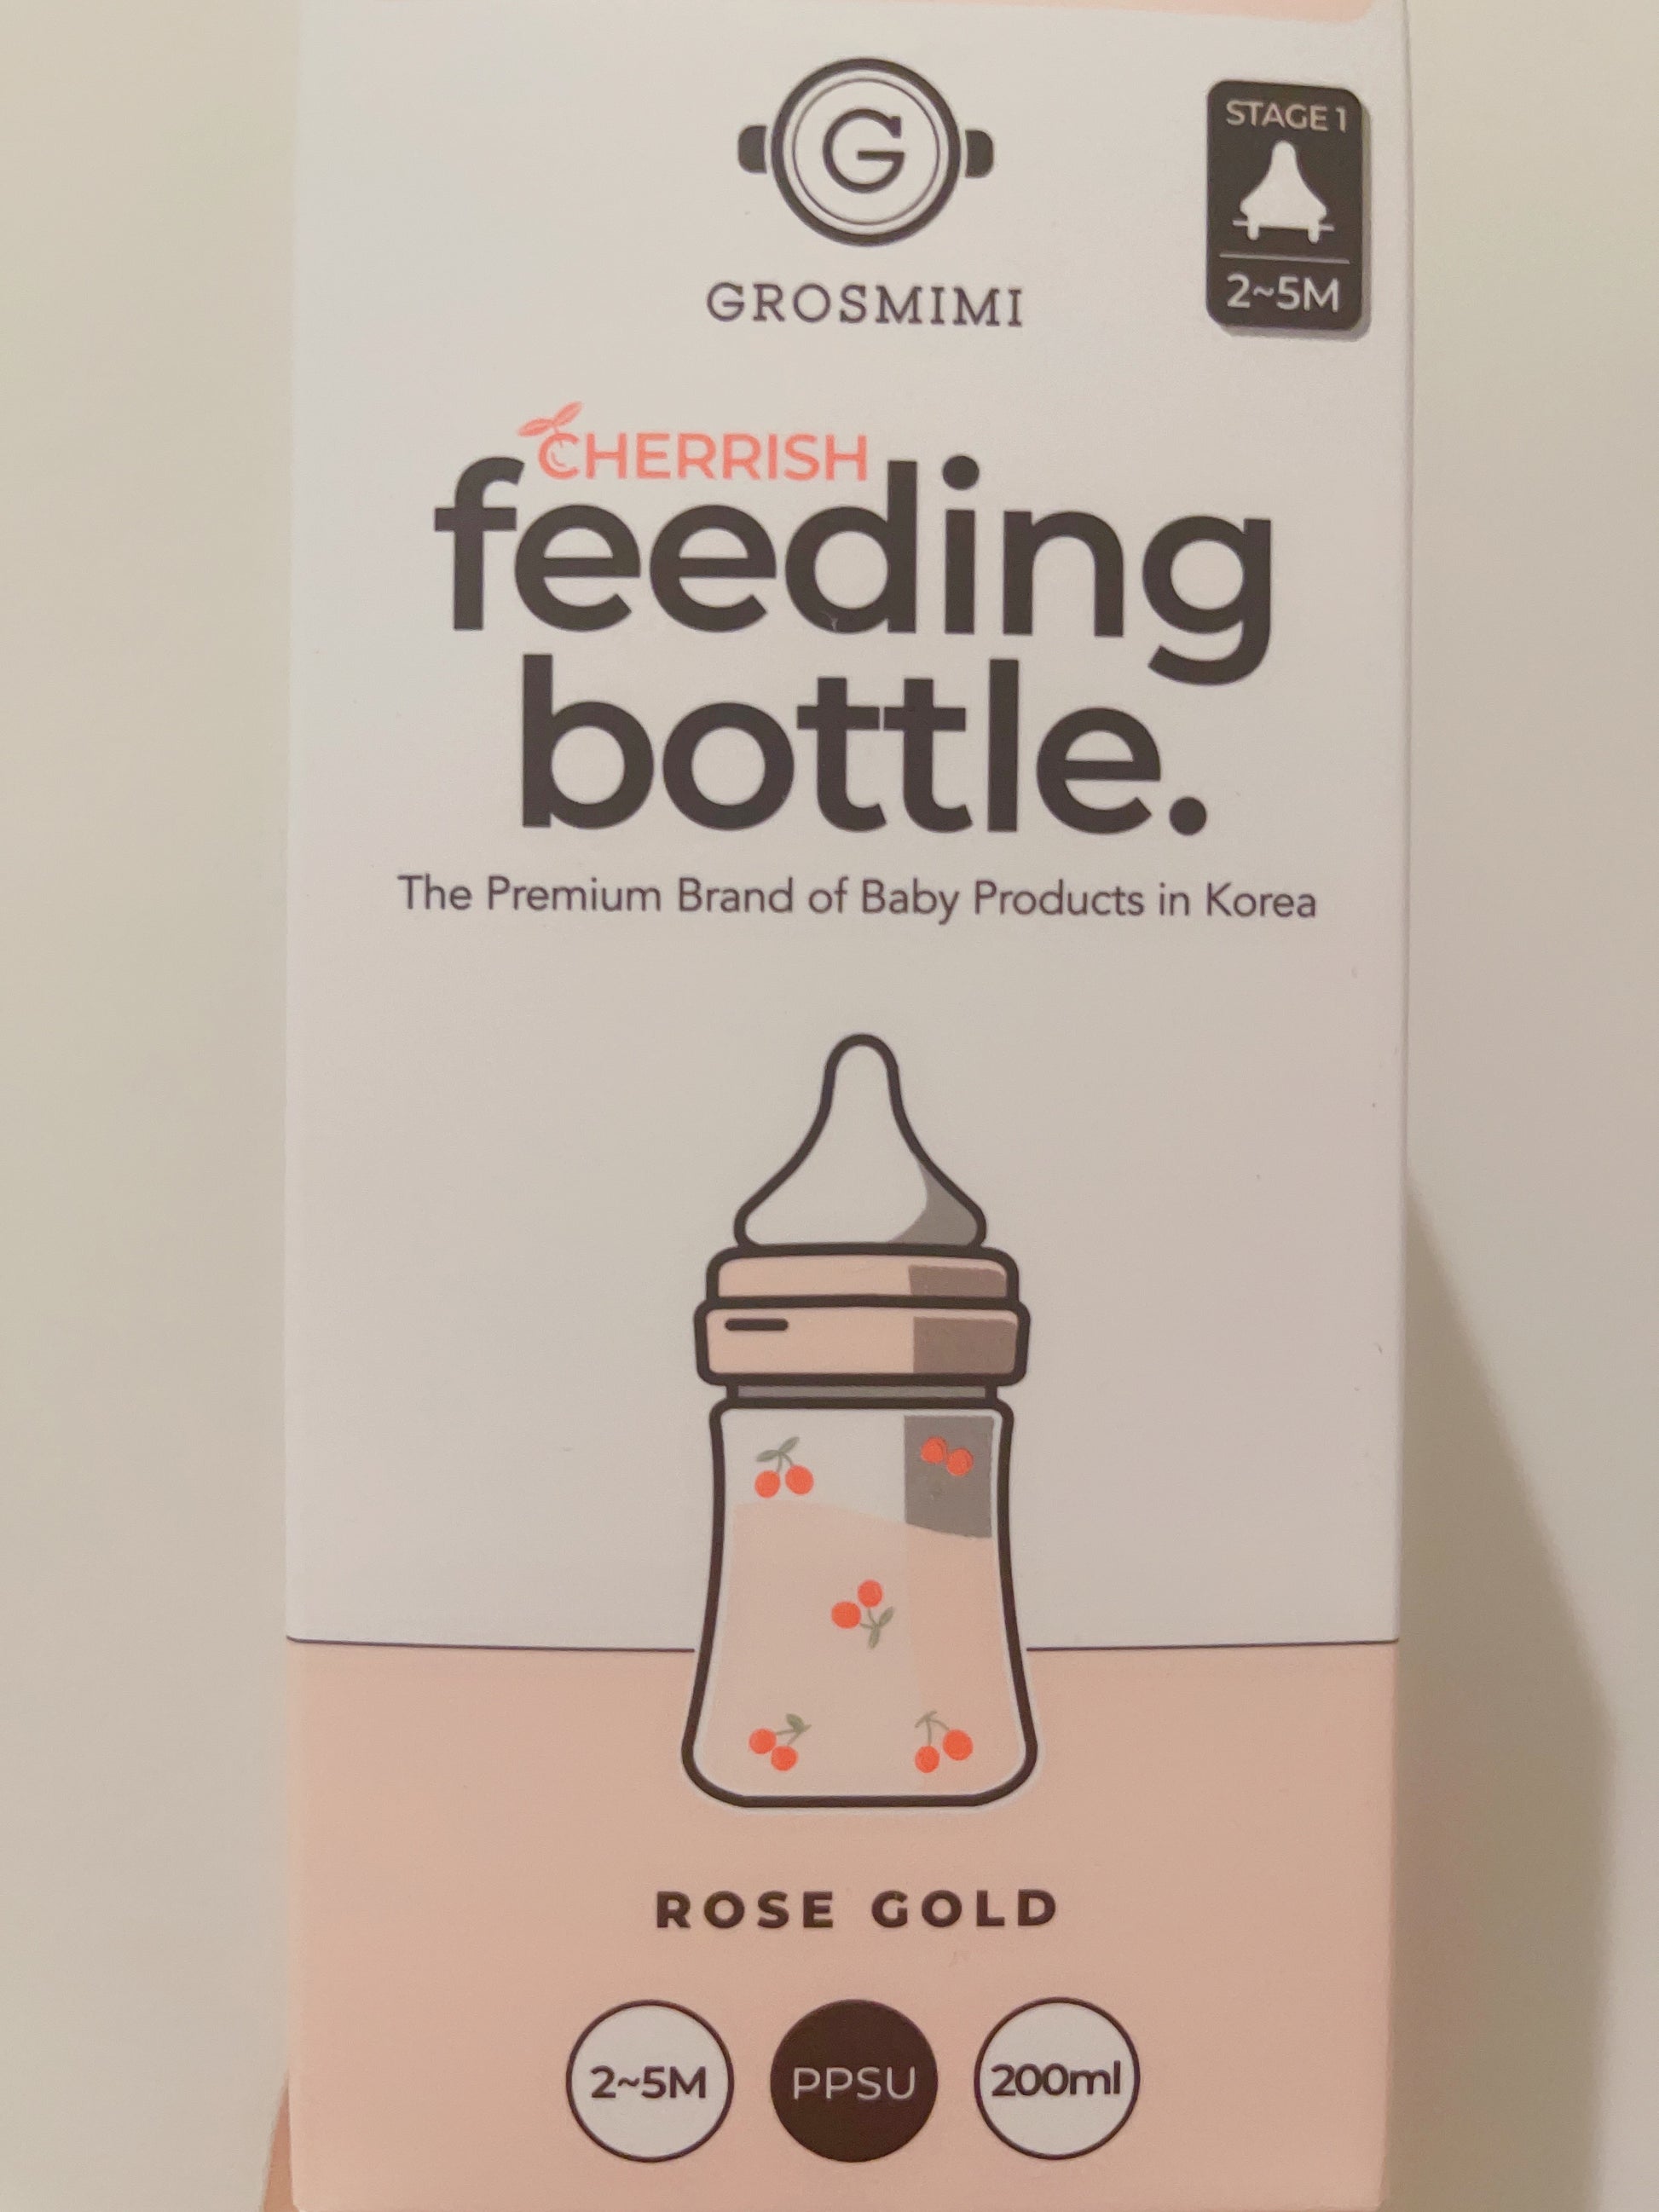 G
GROSMIMI
STAGE 1
2~5M
CHERRISH
feeding
bottle.
The Premium Brand of Baby Products in Korea
ROSE GOLD
2~5M
PPSU
200ml